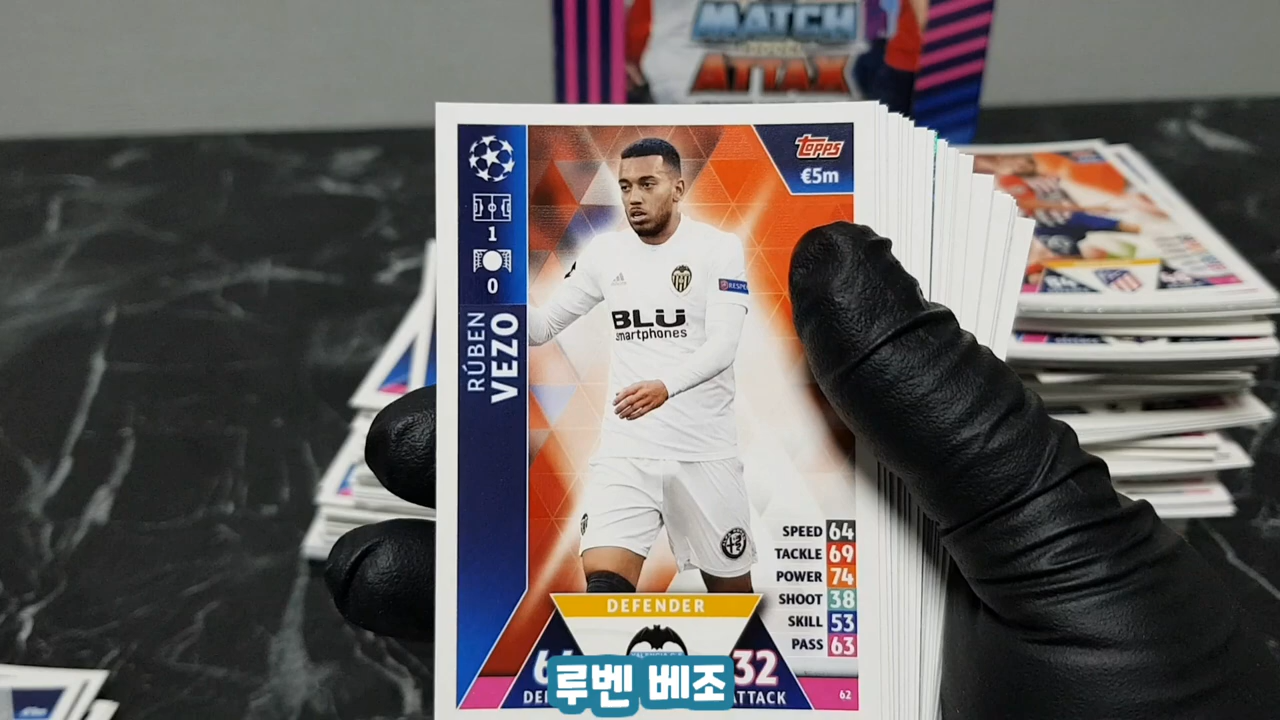 MATCH
ATTAX
topps
€5m
1
0
RÚBEN
VEZO
RESPE
BLU
smartphones
SPEED 64
TACKLE 69
POWER 74
SHOOT 38
SKILL 53
PASS 63
DEFENDER
32
ATTACK
62
루벤 베조